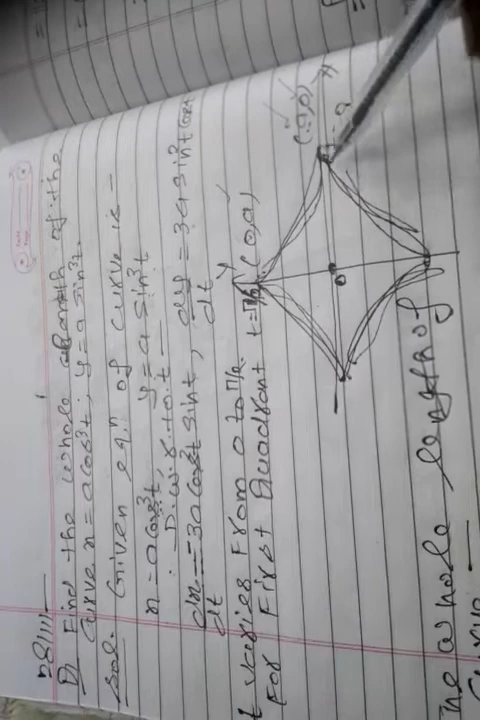 28/11/
1) Find the whole length of the
curve x = a cos³t, y = a sin³t.
Sol. Given eqⁿ of curve is -
x = a cos³t, y = a sin³t
∴ D.w.r.to.t -
dx/dt = -3a cos²t sint, dy/dt = 3a sin²t cost
t varies from 0 to π/2
For First Quadrant
t = π/2 (0,a)
Y
(a,0)
O
The whole length of
curve